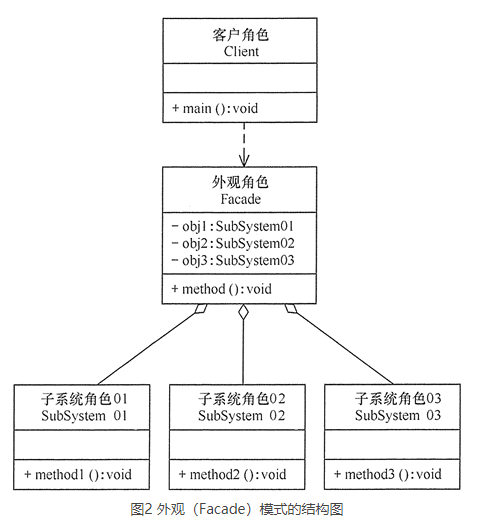 客户角色
Client
+ main ( ): void
外观角色
Facade
- obj1: SubSystem01
- obj2: SubSystem02
- obj3: SubSystem03
+ method ( ): void
子系统角色01
SubSystem 01
+ method1 ( ): void
子系统角色02
SubSystem 02
+ method2 ( ): void
子系统角色03
SubSystem 03
+ method3 ( ): void
图2 外观（Facade）模式的结构图